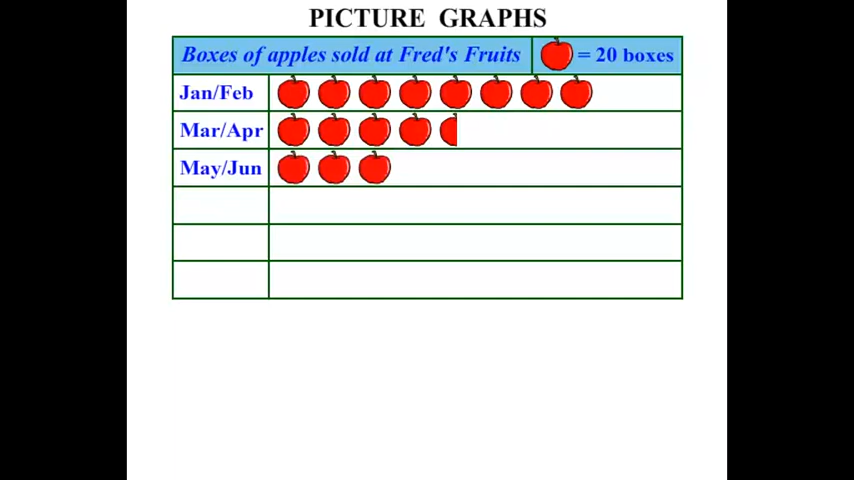 PICTURE GRAPHS
Boxes of apples sold at Fred's Fruits = 20 boxes
Jan/Feb
Mar/Apr
May/Jun